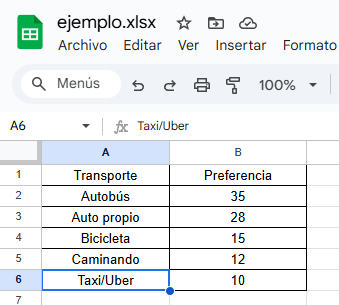 ejemplo.xlsx
Archivo Editar Ver Insertar Formato
Menús 100%
A6 fx Taxi/Uber
A B
1 Transporte Preferencia
2 Autobús 35
3 Auto propio 28
4 Bicicleta 15
5 Caminando 12
6 Taxi/Uber 10
7